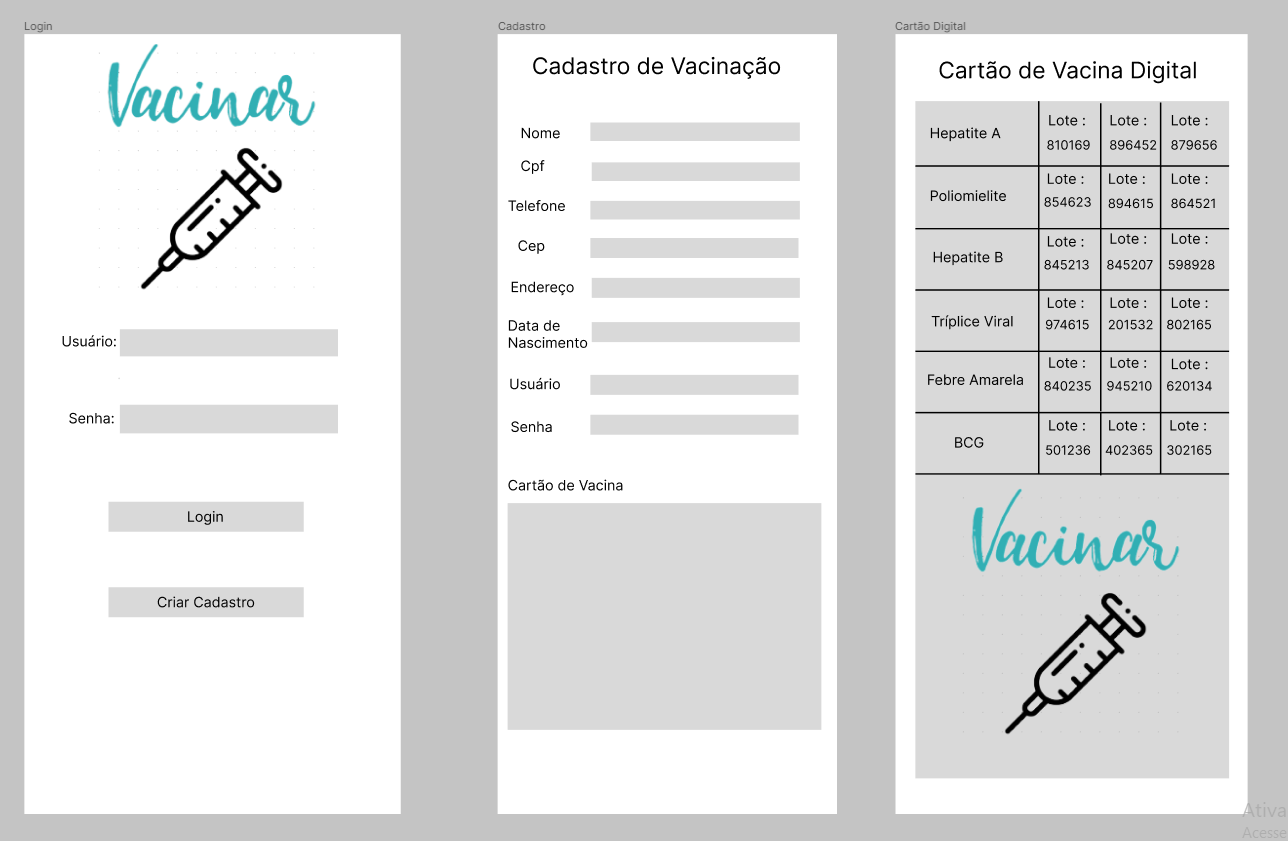 Login
Vacinar
Usuário:
Senha:
Login
Criar Cadastro
Cadastro
Cadastro de Vacinação
Nome
Cpf
Telefone
Cep
Endereço
Data de
Nascimento
Usuário
Senha
Cartão de Vacina
Cartão Digital
Cartão de Vacina Digital
Hepatite A
Lote : Lote : Lote :
810169 896452 879656
Poliomielite
Lote : Lote : Lote :
854623 894615 864521
Hepatite B
Lote : Lote : Lote :
845213 845207 598928
Tríplice Viral
Lote : Lote : Lote :
974615 201532 802165
Febre Amarela
Lote : Lote : Lote :
840235 945210 620134
BCG
Lote : Lote : Lote :
501236 402365 302165
Vacinar
Ativa
Acesse